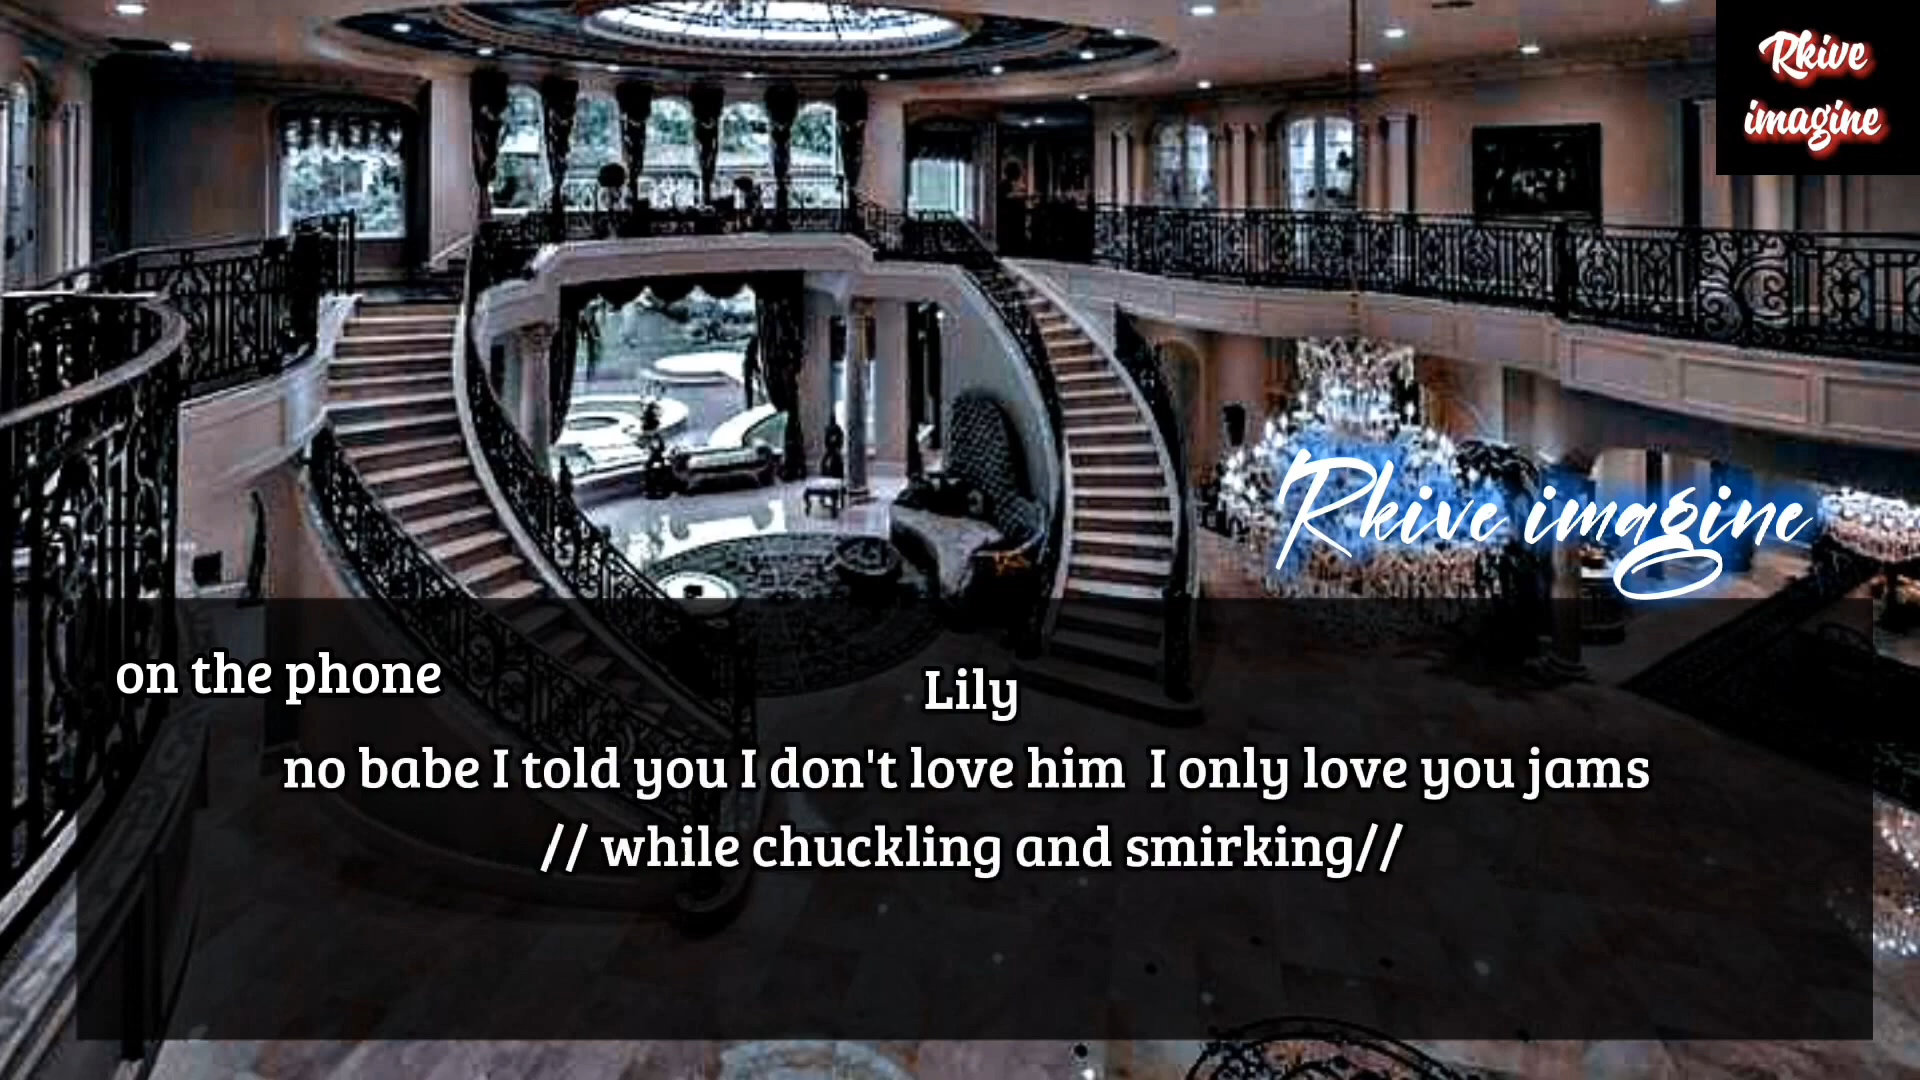 Rkive
imagine
Rkive imagine
on the phone
Lily
no babe I told you I don't love him I only love you jams
// while chuckling and smirking//